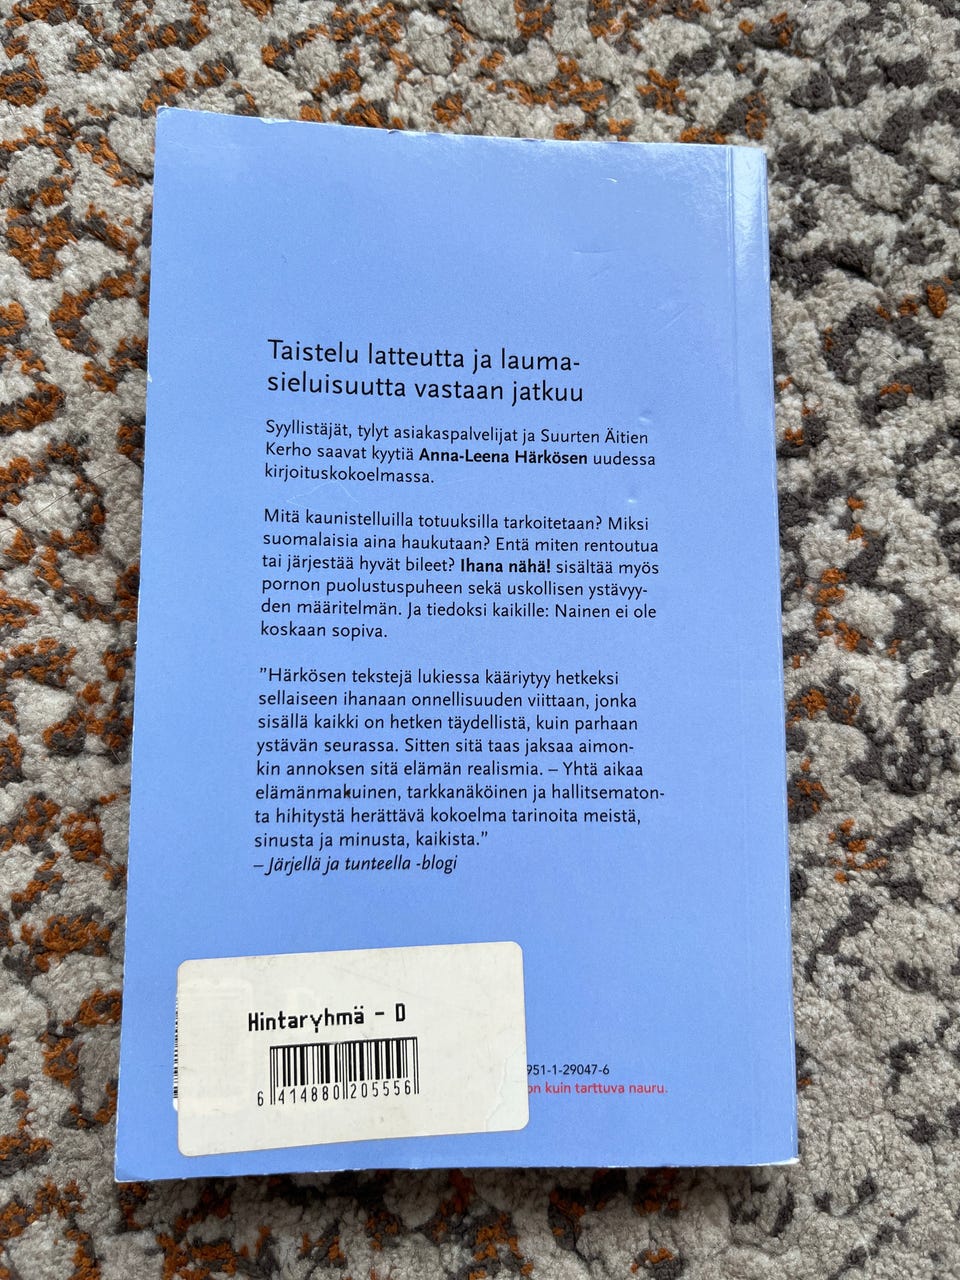 Taistelu latteutta ja lauma-
sieluisuutta vastaan jatkuu
Syyllistäjät, tylyt asiakaspalvelijat ja Suurten Äitien
Kerho saavat kyytiä Anna-Leena Härkösen uudessa
kirjoituskokoelmassa.
Mitä kaunistelluilla totuuksilla tarkoitetaan? Miksi
suomalaisia aina haukutaan? Entä miten rentoutua
tai järjestää hyvät bileet? Ihana nähä! sisältää myös
pornon puolustuspuheen sekä uskollisen ystävyy-
den määritelmän. Ja tiedoksi kaikille: Nainen ei ole
koskaan sopiva.
”Härkösen tekstejä lukiessa kääriytyy hetkeksi
sellaiseen ihanaan onnellisuuden viittaan, jonka
sisällä kaikki on hetken täydellistä, kuin parhaan
ystävän seurassa. Sitten sitä taas jaksaa aimon-
kin annoksen sitä elämän realismia. – Yhtä aikaa
elämänmakuinen, tarkkanäköinen ja hallitsematon-
ta hihitystä herättävä kokoelma tarinoita meistä,
sinusta ja minusta, kaikista.”
– Järjellä ja tunteella -blogi
Hintaryhmä - D
6 414880 205556
951-1-29047-6
on kuin tarttuva nauru.